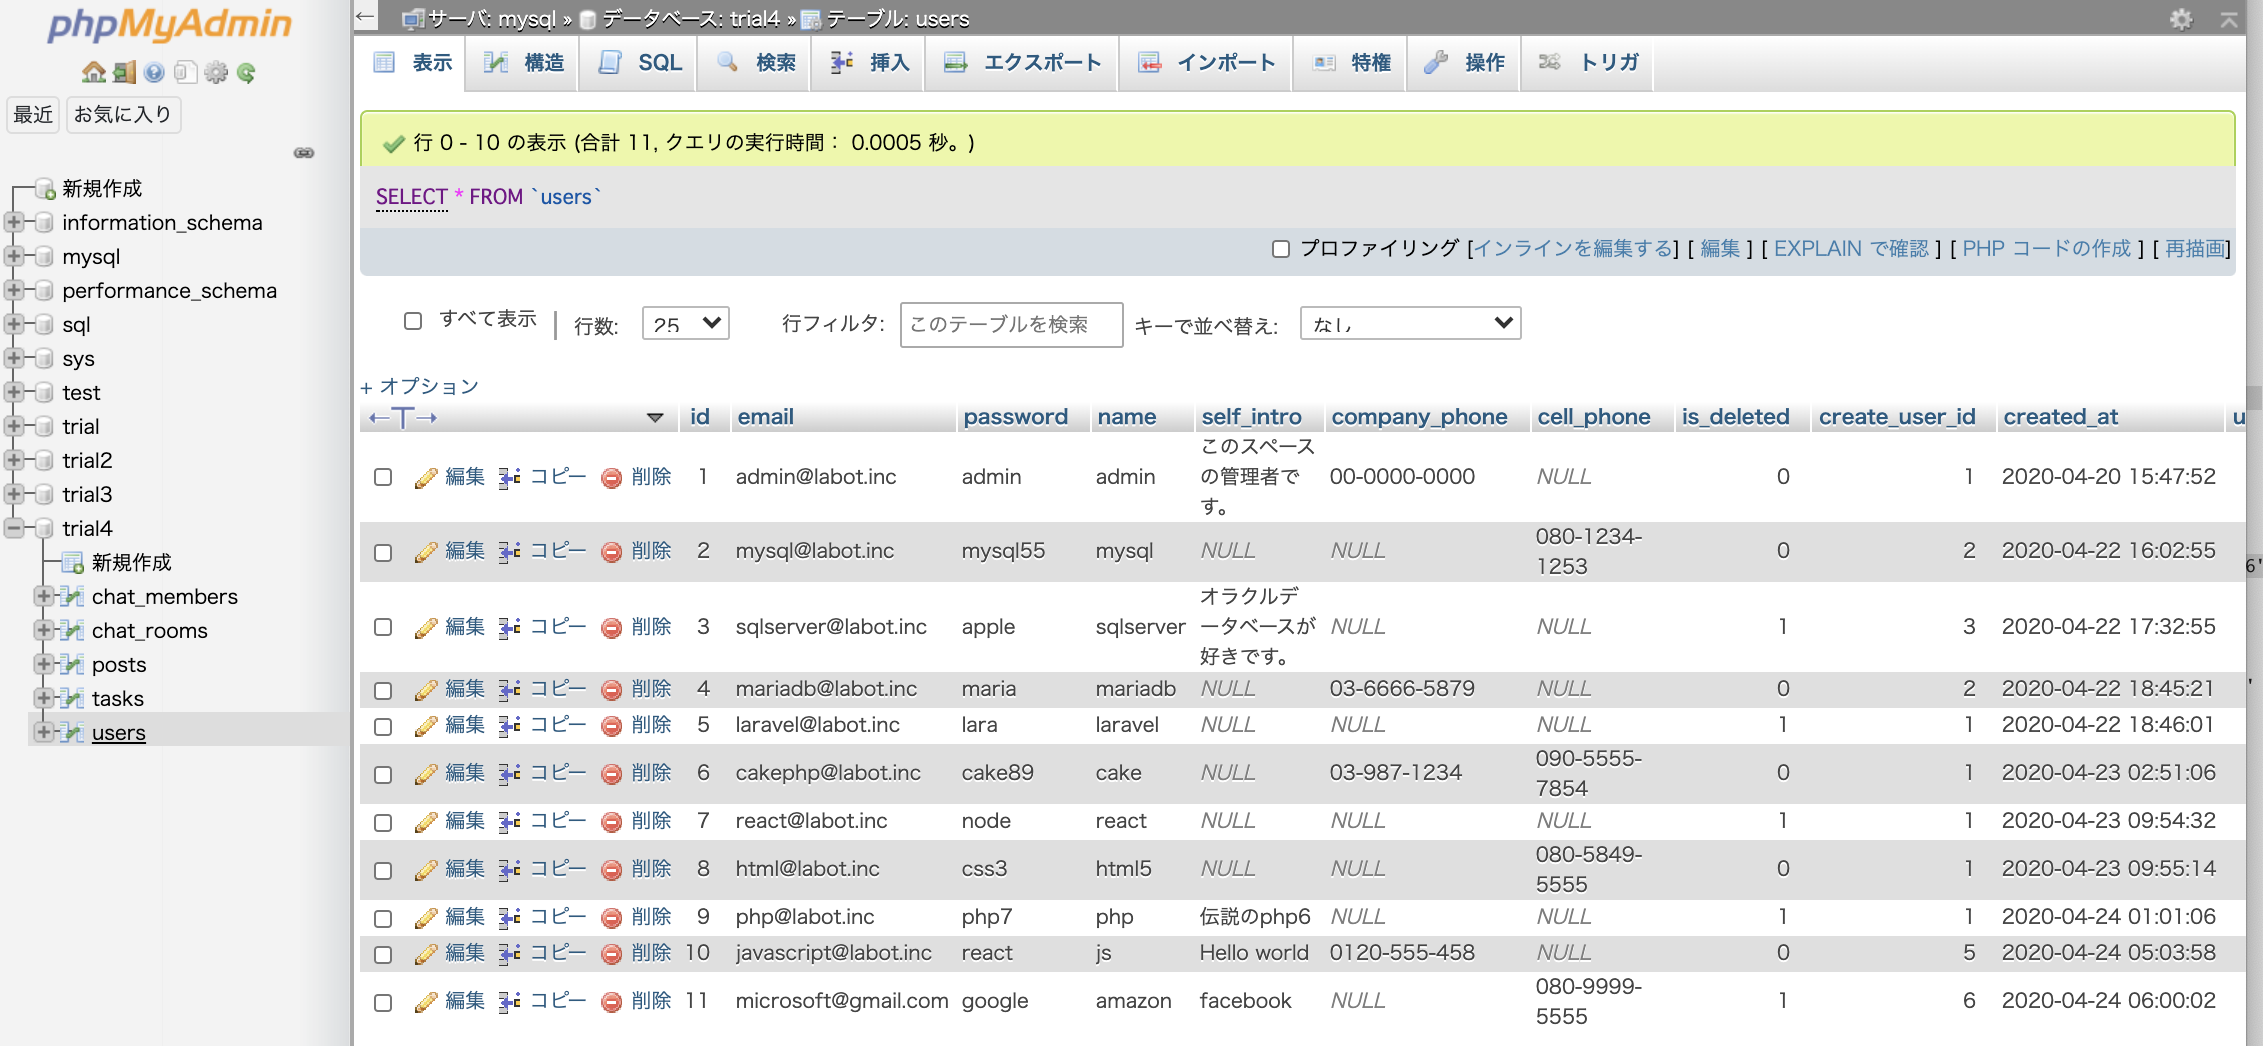 phpMyAdmin
最近 お気に入り
新規作成
information_schema
mysql
performance_schema
sql
sys
test
trial
trial2
trial3
trial4
新規作成
chat_members
chat_rooms
posts
tasks
users
← サーバ: mysql » データベース: trial4 » テーブル: users
表示 構造 SQL 検索 挿入 エクスポート インポート 特権 操作 トリガ
行 0 - 10 の表示 (合計 11, クエリの実行時間： 0.0005 秒。)
SELECT * FROM `users`
プロファイリング [インラインを編集する] [ 編集 ] [ EXPLAIN で確認 ] [ PHP コードの作成 ] [ 再描画]
すべて表示 | 行数: 25 行フィルタ: このテーブルを検索 キーで並べ替え: なし
+ オプション
←T→ id email password name self_intro company_phone cell_phone is_deleted create_user_id created_at u
編集 コピー 削除 1 admin@labot.inc admin admin このスペースの管理者です。 00-0000-0000 NULL 0 1 2020-04-20 15:47:52
編集 コピー 削除 2 mysql@labot.inc mysql55 mysql NULL NULL 080-1234-1253 0 2 2020-04-22 16:02:55
編集 コピー 削除 3 sqlserver@labot.inc apple sqlserver オラクルデータベースが好きです。 NULL NULL 1 3 2020-04-22 17:32:55
編集 コピー 削除 4 mariadb@labot.inc maria mariadb NULL 03-6666-5879 NULL 0 2 2020-04-22 18:45:21
編集 コピー 削除 5 laravel@labot.inc lara laravel NULL NULL NULL 1 1 2020-04-22 18:46:01
編集 コピー 削除 6 cakephp@labot.inc cake89 cake NULL 03-987-1234 090-5555-7854 0 1 2020-04-23 02:51:06
編集 コピー 削除 7 react@labot.inc node react NULL NULL NULL 1 1 2020-04-23 09:54:32
編集 コピー 削除 8 html@labot.inc css3 html5 NULL NULL 080-5849-5555 0 1 2020-04-23 09:55:14
編集 コピー 削除 9 php@labot.inc php7 php 伝説のphp6 NULL NULL 1 1 2020-04-24 01:01:06
編集 コピー 削除 10 javascript@labot.inc react js Hello world 0120-555-458 NULL 0 5 2020-04-24 05:03:58
編集 コピー 削除 11 microsoft@gmail.com google amazon facebook NULL 080-9999-5555 1 6 2020-04-24 06:00:02
6'
'